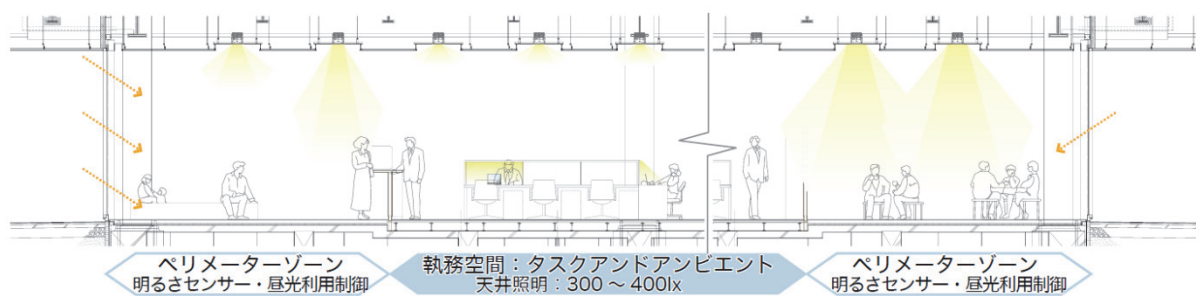 ペリメーターゾーン
明るさセンサー・昼光利用制御
執務空間：タスクアンドアンビエント
天井照明：300 〜 400lx
ペリメーターゾーン
明るさセンサー・昼光利用制御